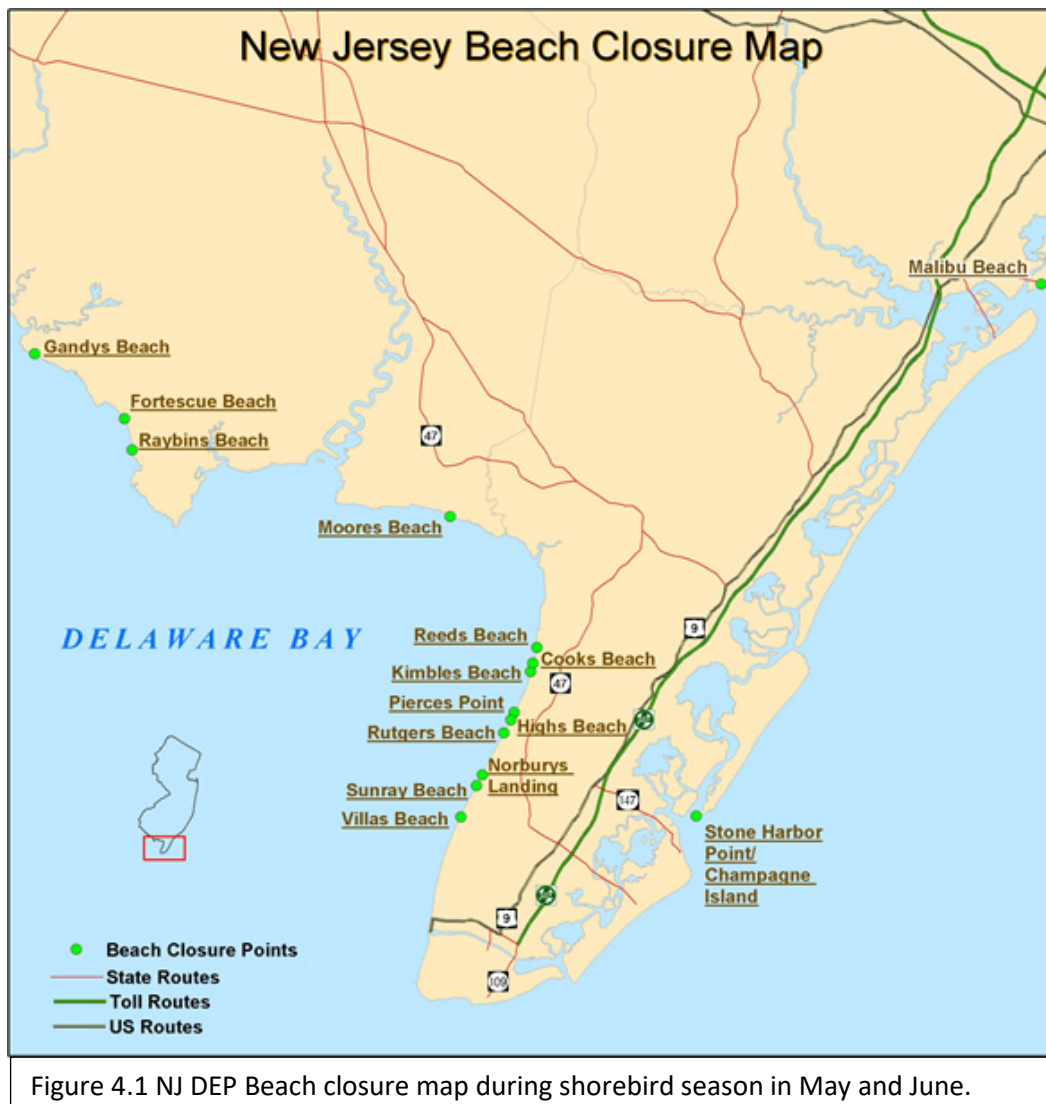 New Jersey Beach Closure Map
Malibu Beach
Gandys Beach
Fortescue Beach
Raybins Beach
47
Moores Beach
DELAWARE BAY
9
Reeds Beach
Cooks Beach
Kimbles Beach
47
Pierces Point
Highs Beach
Rutgers Beach
Norburys
Landing
Sunray Beach
147
Villas Beach
Stone Harbor
Point/
Champagne
Island
9
109
Beach Closure Points
State Routes
Toll Routes
US Routes
Figure 4.1 NJ DEP Beach closure map during shorebird season in May and June.